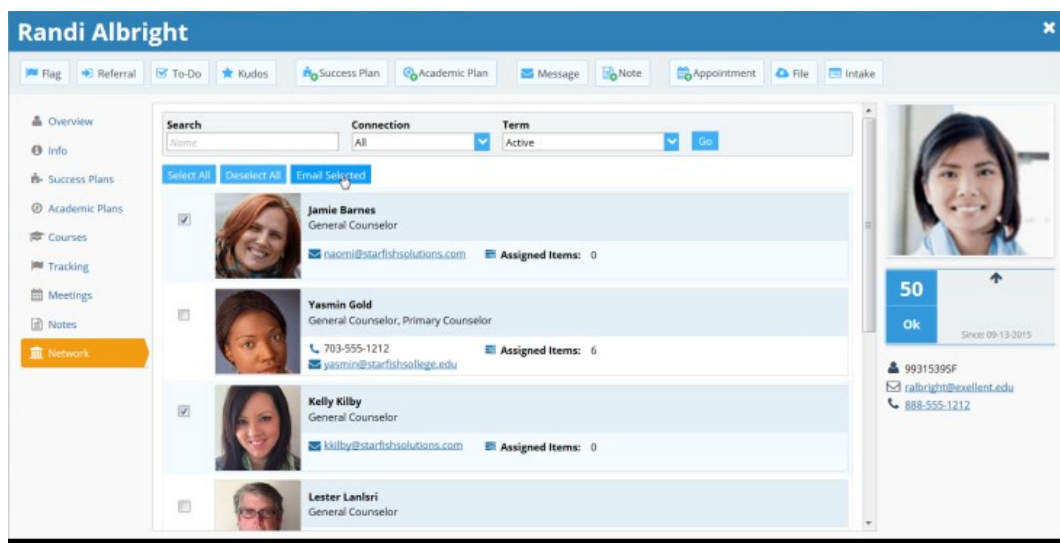 Randi Albright
Flag Referral To-Do Kudos Success Plan Academic Plan Message Note Appointment File Intake
Overview
Info
Success Plans
Academic Plans
Courses
Tracking
Meetings
Notes
Network
Search Connection Term
Name All Active Go
Select All Deselect All Email Selected
Jamie Barnes
General Counselor
naomi@starfishsolutions.com Assigned Items: 0
Yasmin Gold
General Counselor, Primary Counselor
703-555-1212 Assigned Items: 6
yasmin@starfishsollege.edu
Kelly Kilby
General Counselor
kkilby@starfishsolutions.com Assigned Items: 0
Lester Lanlsri
General Counselor
50
Ok
Since: 09-13-2015
9931539SF
ralbright@exellent.edu
888-555-1212